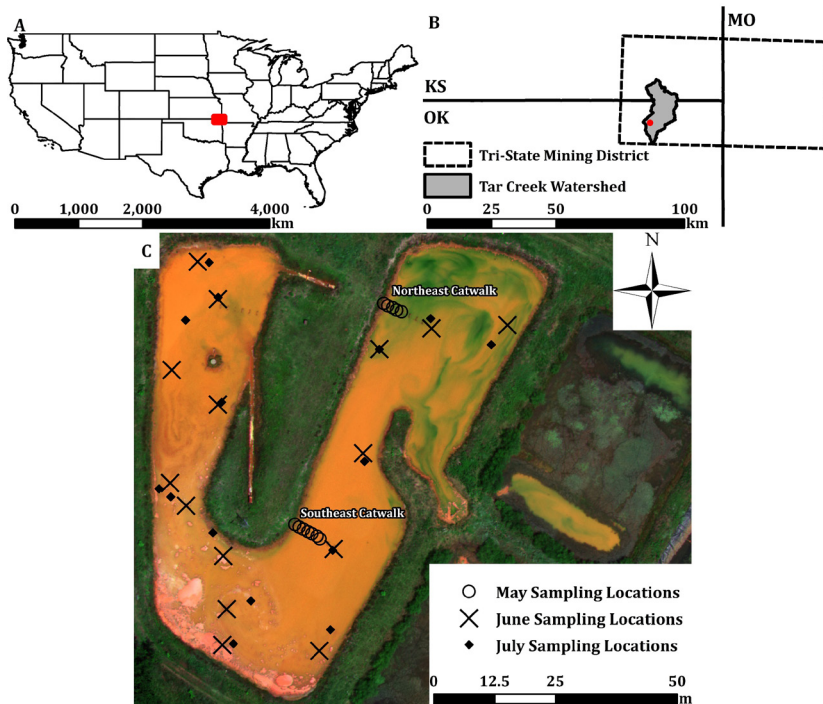 A
0 1,000 2,000 4,000
km
B
MO
KS
OK
Tri-State Mining District
Tar Creek Watershed
0 25 50 100
km
C
N
Northeast Catwalk
Southeast Catwalk
May Sampling Locations
June Sampling Locations
July Sampling Locations
0 12.5 25 50
m